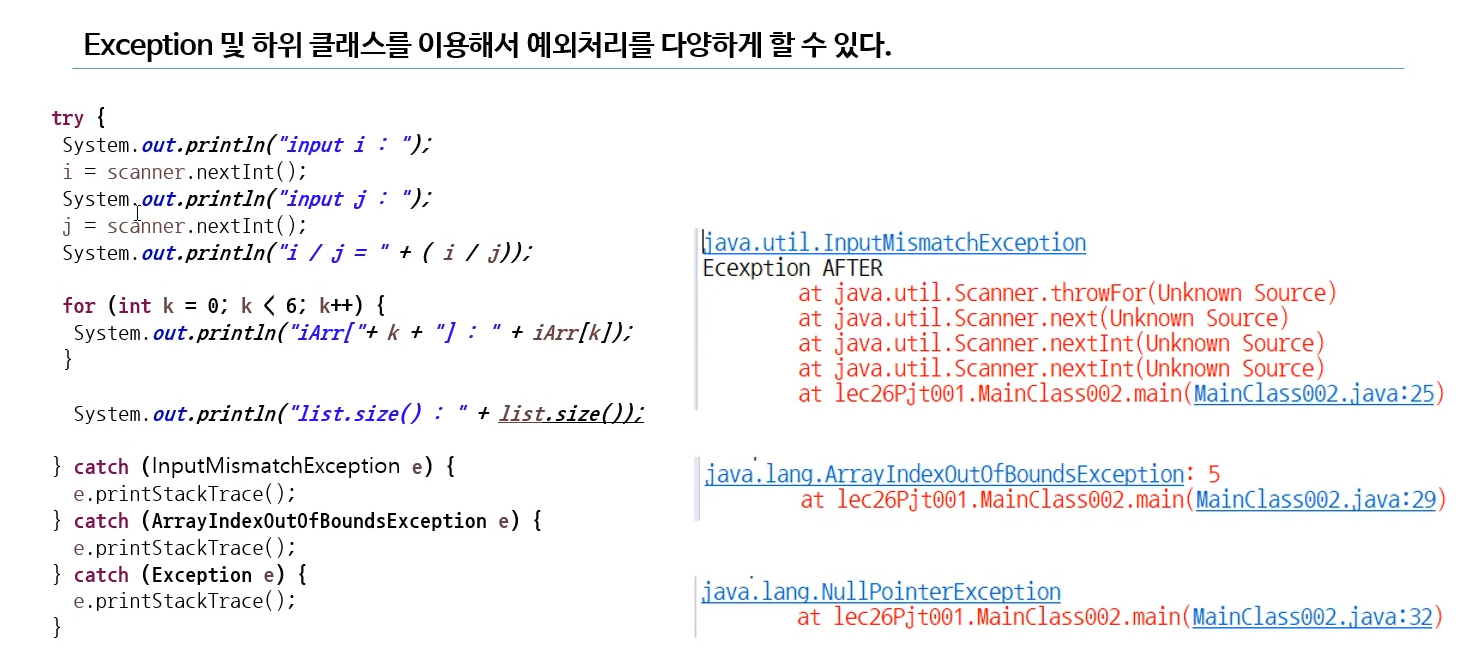 Exception 및 하위 클래스를 이용해서 예외처리를 다양하게 할 수 있다.
try {
System.out.println("input i : ");
i = scanner.nextInt();
System.out.println("input j : ");
j = scanner.nextInt();
System.out.println("i / j = " + ( i / j));
for (int k = 0; k < 6; k++) {
System.out.println("iArr["+ k + "] : " + iArr[k]);
}
System.out.println("list.size() : " + list.size());
} catch (InputMismatchException e) {
e.printStackTrace();
} catch (ArrayIndexOutOfBoundsException e) {
e.printStackTrace();
} catch (Exception e) {
e.printStackTrace();
}
java.util.InputMismatchException
Ecexption AFTER
at java.util.Scanner.throwFor(Unknown Source)
at java.util.Scanner.next(Unknown Source)
at java.util.Scanner.nextInt(Unknown Source)
at java.util.Scanner.nextInt(Unknown Source)
at lec26Pjt001.MainClass002.main(MainClass002.java:25)
java.lang.ArrayIndexOutOfBoundsException: 5
at lec26Pjt001.MainClass002.main(MainClass002.java:29)
java.lang.NullPointerException
at lec26Pjt001.MainClass002.main(MainClass002.java:32)